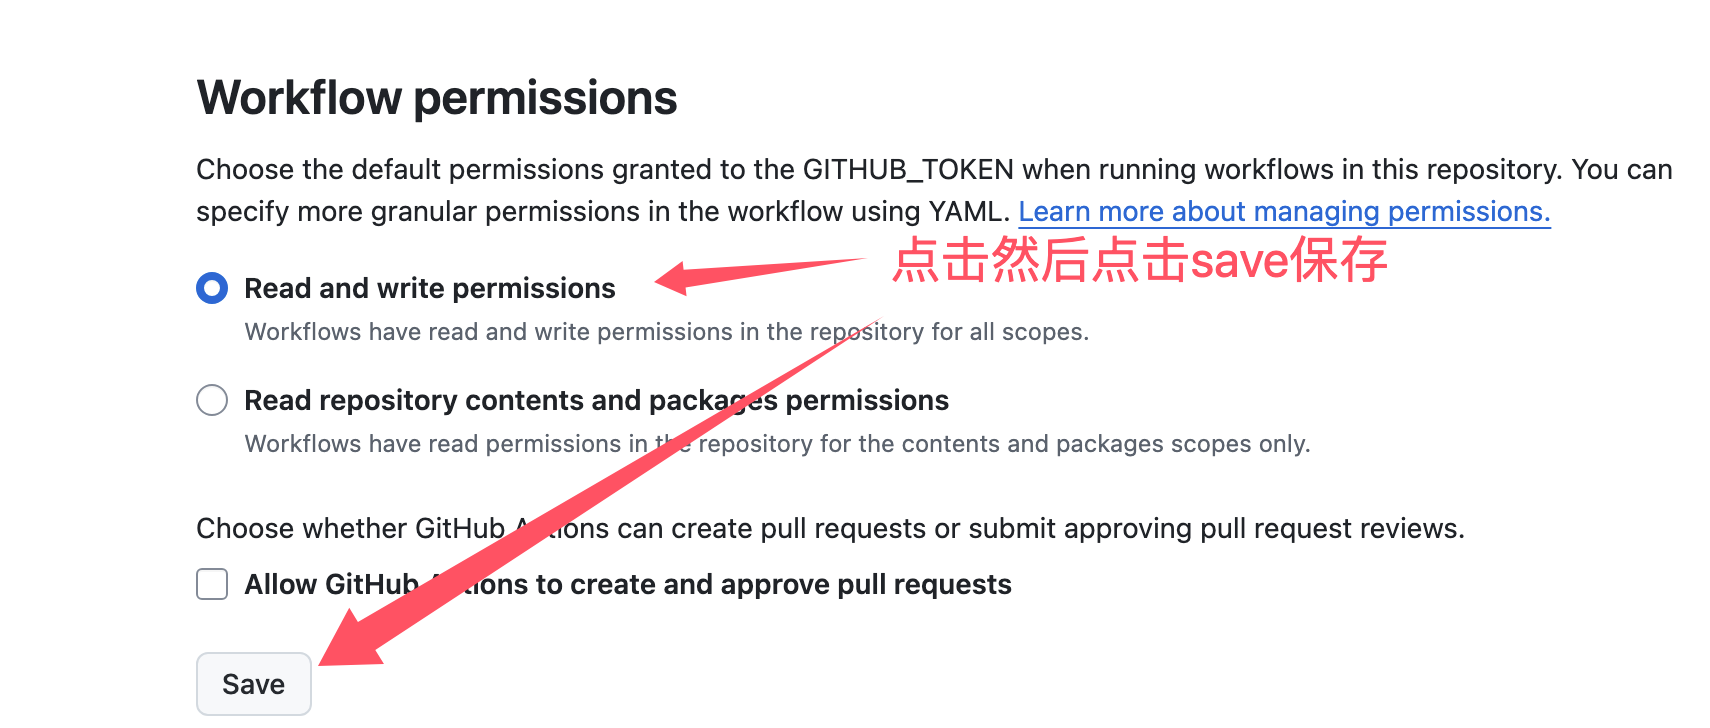 Workflow permissions
Choose the default permissions granted to the GITHUB_TOKEN when running workflows in this repository. You can
specify more granular permissions in the workflow using YAML. Learn more about managing permissions.
点击然后点击save保存
Read and write permissions
Workflows have read and write permissions in the repository for all scopes.
Read repository contents and packages permissions
Workflows have read permissions in the repository for the contents and packages scopes only.
Choose whether GitHub Actions can create pull requests or submit approving pull request reviews.
Allow GitHub Actions to create and approve pull requests
Save